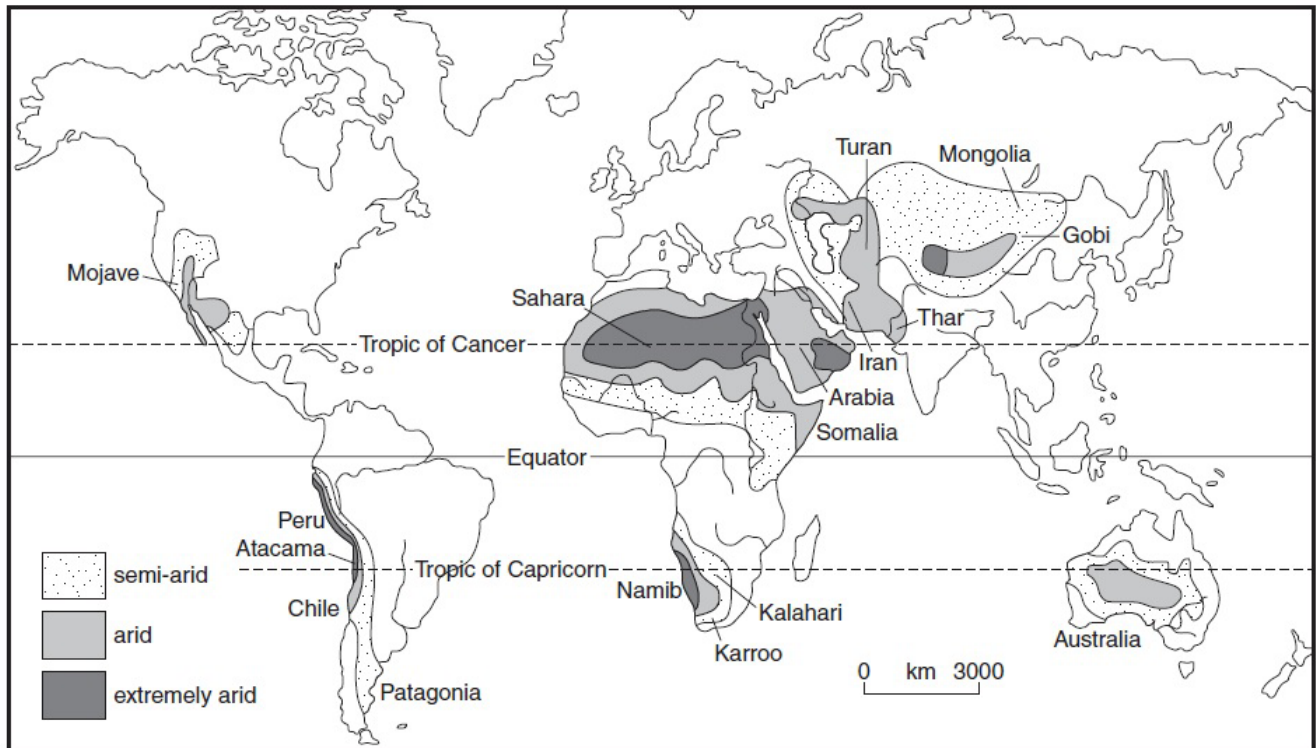 Turan
Mongolia
Gobi
Mojave
Sahara
Thar
Tropic of Cancer
Iran
Arabia
Somalia
Equator
Peru
Atacama
semi-arid
Tropic of Capricorn
Namib
Kalahari
Chile
arid
Australia
Karroo
0 km 3000
Patagonia
extremely arid